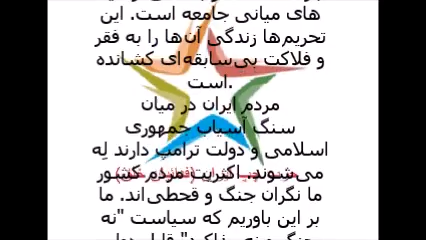 های میانی جامعه است. این
تحریم‌ها زندگی آن‌ها را به فقر
و فلاکت بی‌سابقه‌ای کشانده
است.
مردم ایران در میان
سنگ آسیاب جمهوری
اسلامی و دولت ترامپ دارند لِه
می‌شوند. اکثریت مردم کشور
ما نگران جنگ و قحطی‌اند. ما
بر این باوریم که سیاست "نه